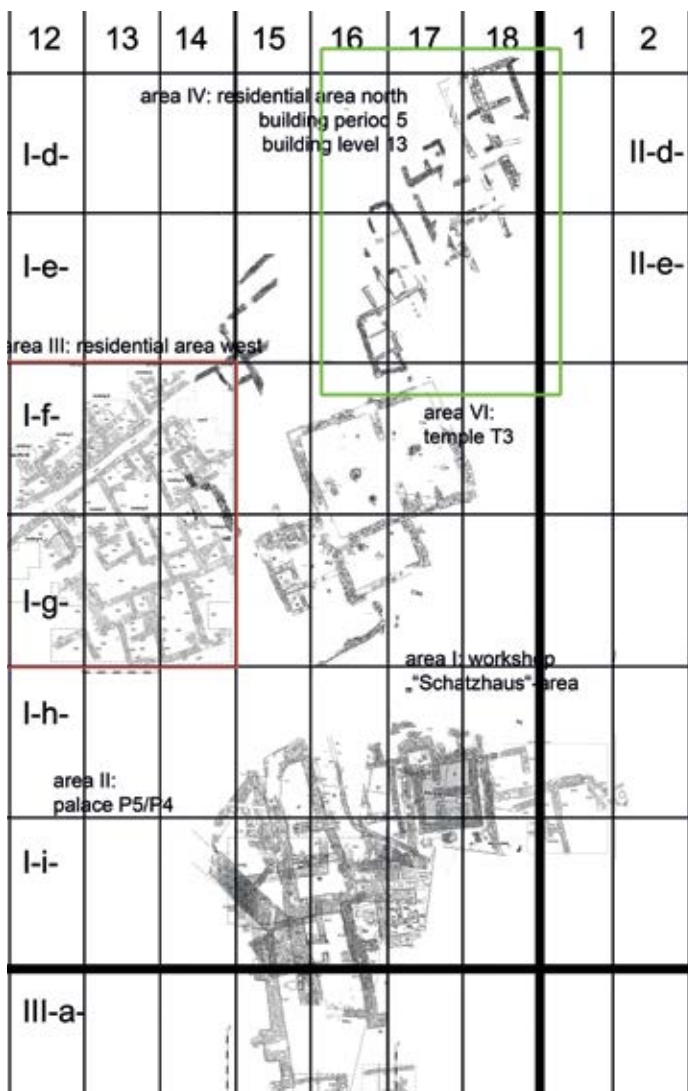 12 13 14 15 16 17 18 1 2
area IV: residential area north
building period 5
building level 13
I-d-
II-d-
I-e-
II-e-
area III: residential area west
I-f-
area VI:
temple T3
I-g-
area I: workshop
"Schatzhaus"-area
I-h-
area II:
palace P5/P4
I-i-
III-a-